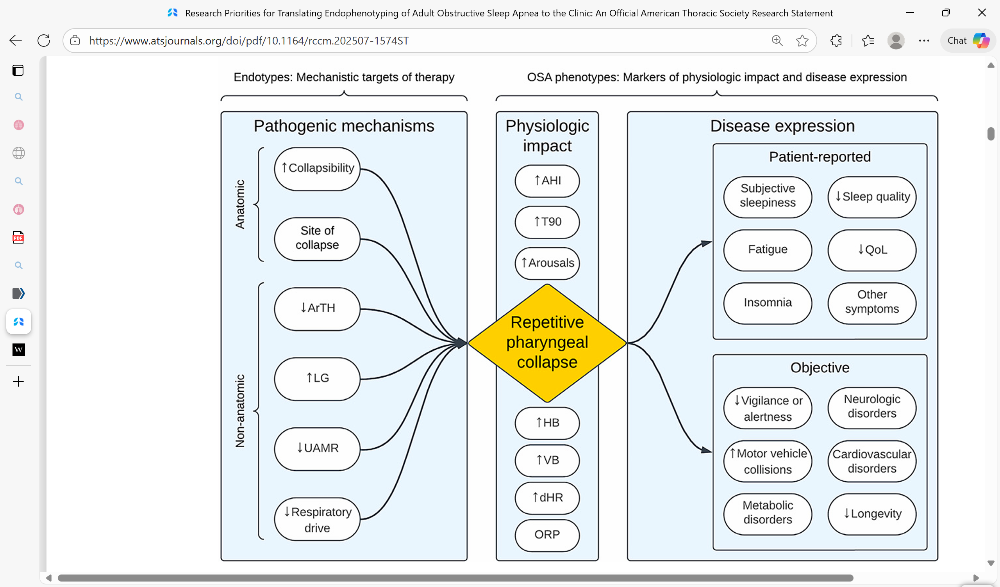 Research Priorities for Translating Endophenotyping of Adult Obstructive Sleep Apnea to the Clinic: An Official American Thoracic Society Research Statement
https://www.atsjournals.org/doi/pdf/10.1164/rccm.202507-1574ST
Chat
PDF
W
Endotypes: Mechanistic targets of therapy
OSA phenotypes: Markers of physiologic impact and disease expression
Pathogenic mechanisms
Anatomic
↑Collapsibility
Site of
collapse
Non-anatomic
↓ArTH
↑LG
↓UAMR
↓Respiratory
drive
Physiologic
impact
↑AHI
↑T90
↑Arousals
Repetitive
pharyngeal
collapse
↑HB
↑VB
↑dHR
ORP
Disease expression
Patient-reported
Subjective
sleepiness
↓Sleep quality
Fatigue
↓QoL
Insomnia
Other
symptoms
Objective
↓Vigilance or
alertness
Neurologic
disorders
↑Motor vehicle
collisions
Cardiovascular
disorders
Metabolic
disorders
↓Longevity